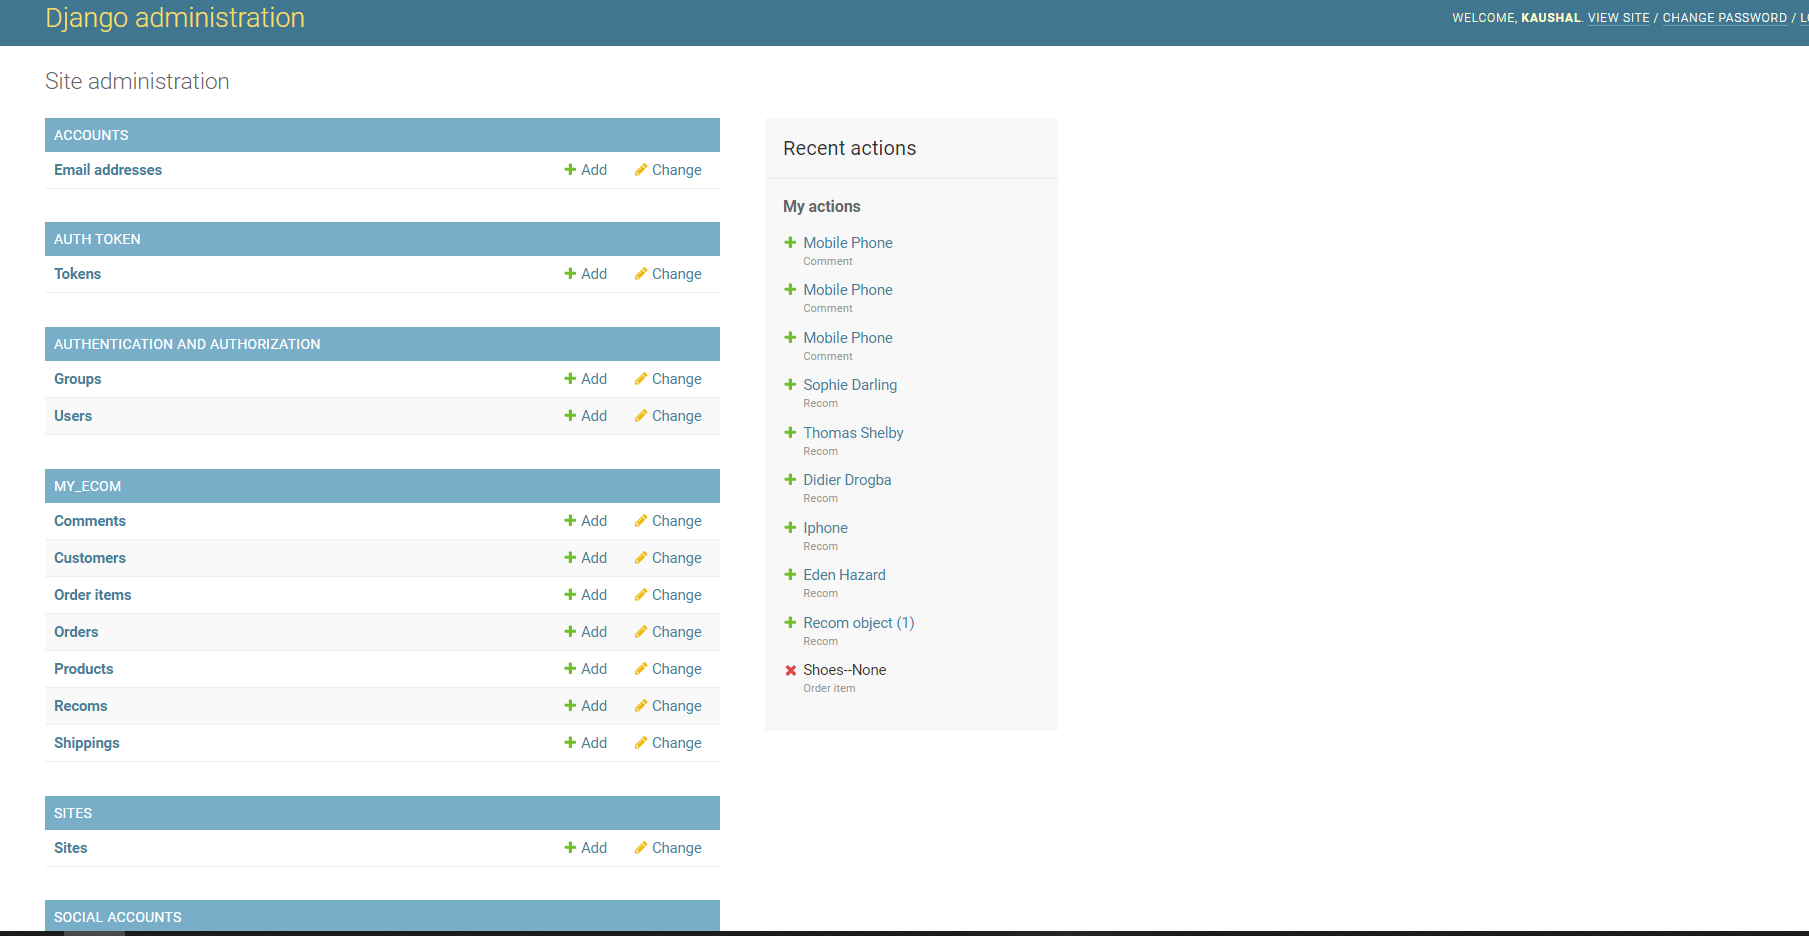 Django administration
WELCOME, KAUSHAL. VIEW SITE / CHANGE PASSWORD /
Site administration
ACCOUNTS
Email addresses Add Change
AUTH TOKEN
Tokens Add Change
AUTHENTICATION AND AUTHORIZATION
Groups Add Change
Users Add Change
MY_ECOM
Comments Add Change
Customers Add Change
Order items Add Change
Orders Add Change
Products Add Change
Recoms Add Change
Shippings Add Change
SITES
Sites Add Change
SOCIAL ACCOUNTS
Recent actions
My actions
Mobile Phone
Comment
Mobile Phone
Comment
Mobile Phone
Comment
Sophie Darling
Recom
Thomas Shelby
Recom
Didier Drogba
Recom
Iphone
Recom
Eden Hazard
Recom
Recom object (1)
Recom
Shoes--None
Order item